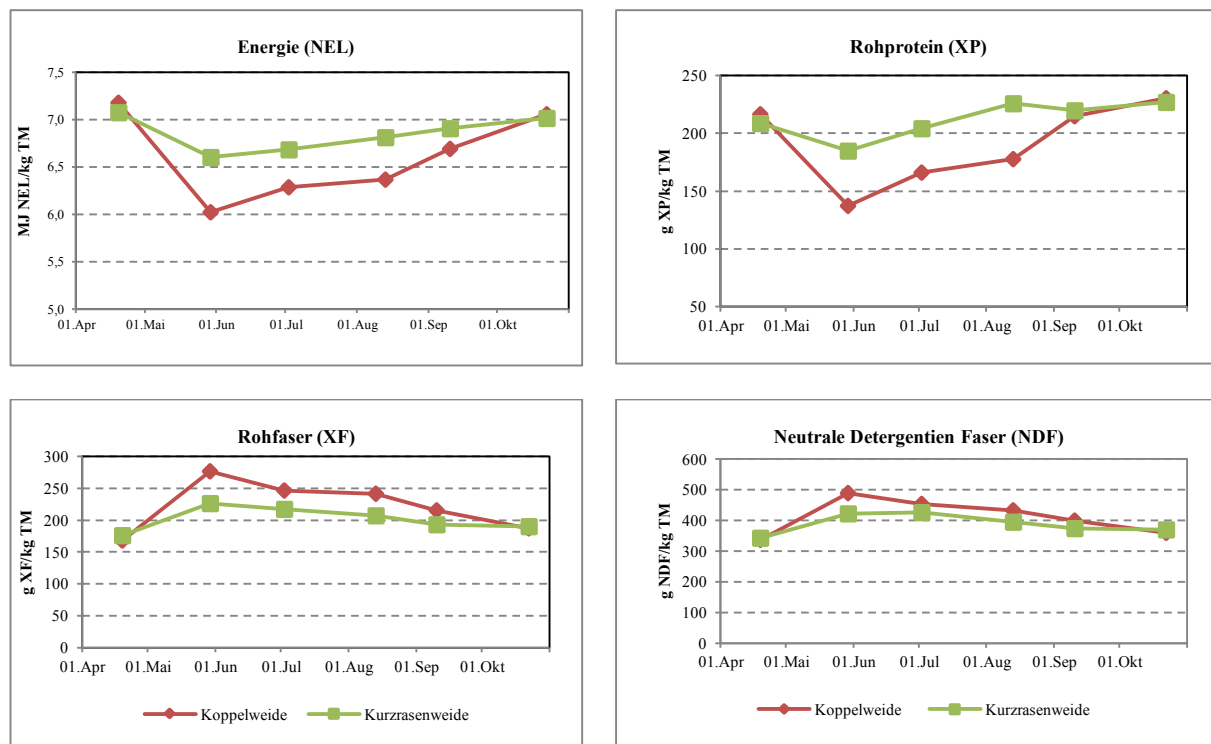 Energie (NEL)
MJ NEL/kg TM
7,5
7,0
6,5
6,0
5,5
5,0
01.Apr 01.Mai 01.Jun 01.Jul 01.Aug 01.Sep 01.Okt
Rohprotein (XP)
g XP/kg TM
250
200
150
100
50
01.Apr 01.Mai 01.Jun 01.Jul 01.Aug 01.Sep 01.Okt
Rohfaser (XF)
g XF/kg TM
300
250
200
150
100
50
0
01.Apr 01.Mai 01.Jun 01.Jul 01.Aug 01.Sep 01.Okt
Koppelweide Kurzrasenweide
Neutrale Detergentien Faser (NDF)
g NDF/kg TM
600
500
400
300
200
100
0
01.Apr 01.Mai 01.Jun 01.Jul 01.Aug 01.Sep 01.Okt
Koppelweide Kurzrasenweide